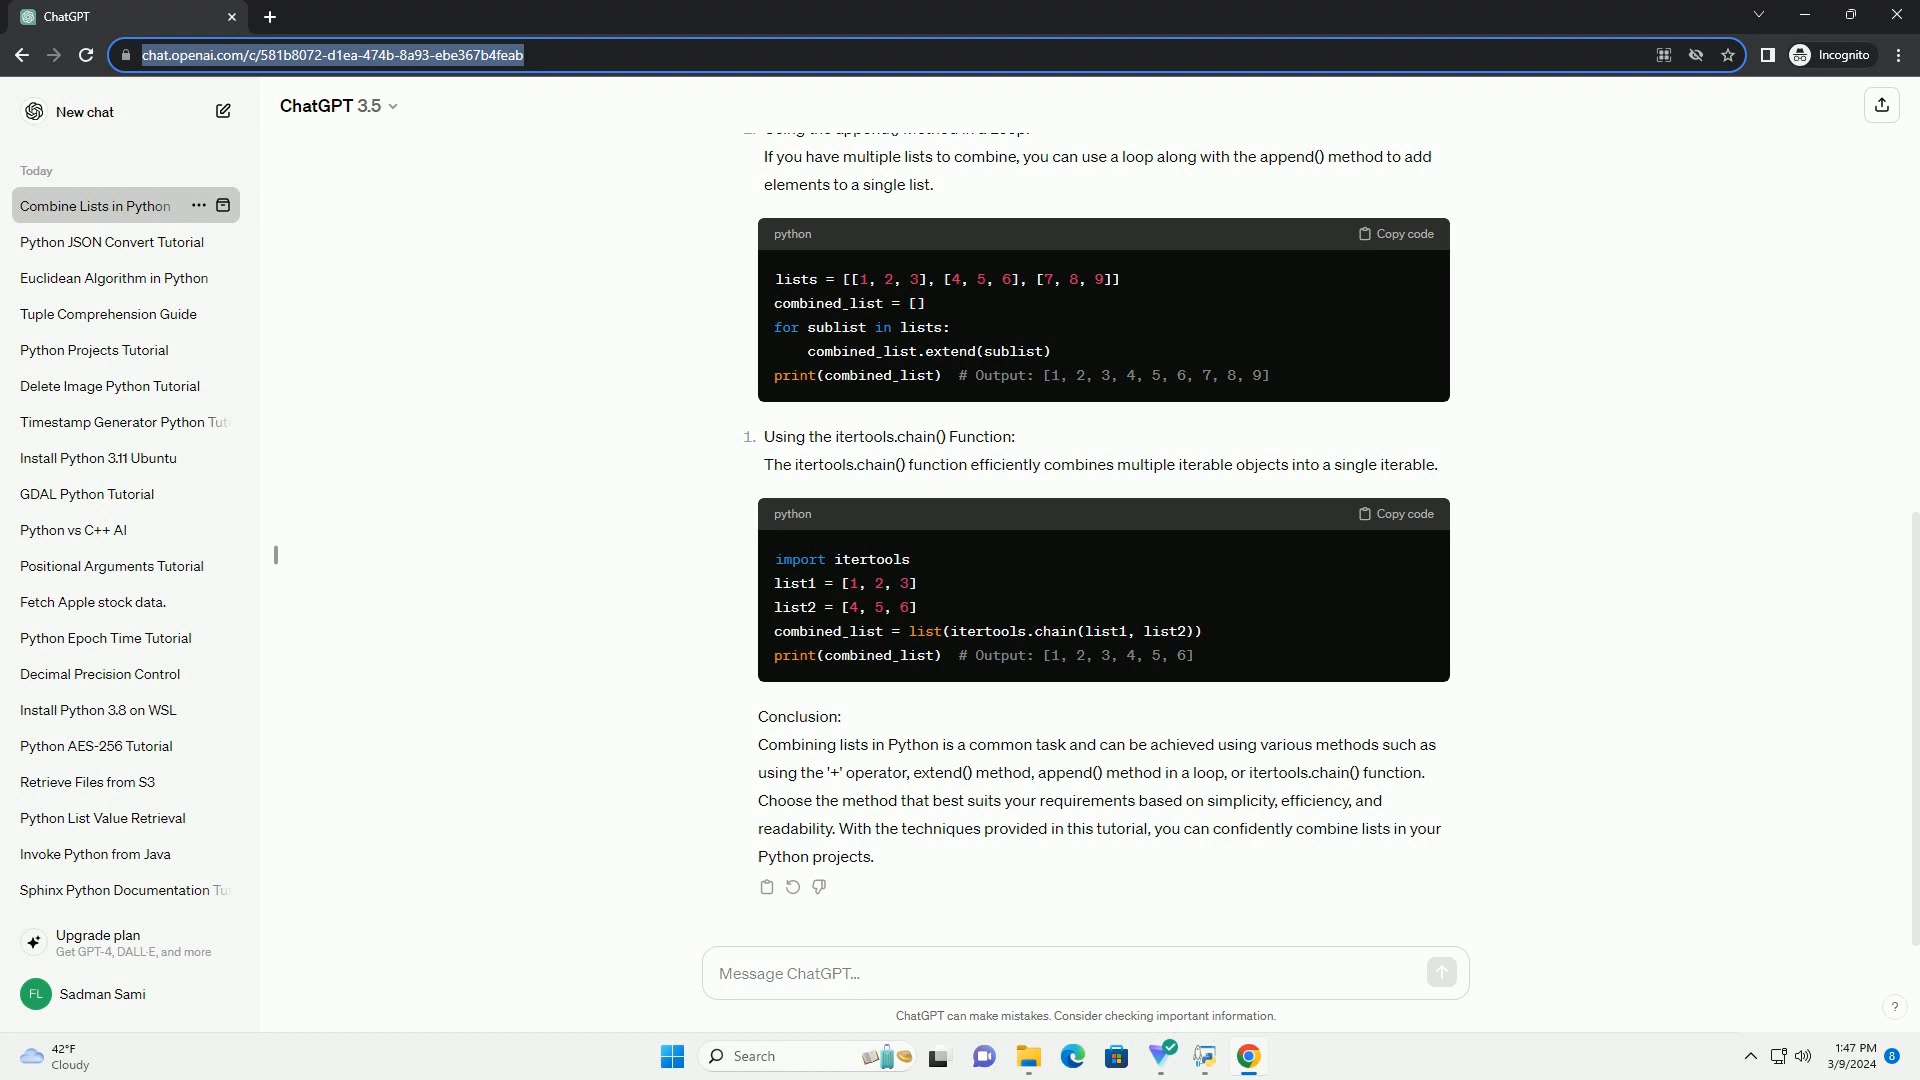 ChatGPT
chat.openai.com/c/581b8072-d1ea-474b-8a93-ebe367b4feab
Incognito
New chat
Today
Combine Lists in Python
Python JSON Convert Tutorial
Euclidean Algorithm in Python
Tuple Comprehension Guide
Python Projects Tutorial
Delete Image Python Tutorial
Timestamp Generator Python Tut
Install Python 3.11 Ubuntu
GDAL Python Tutorial
Python vs C++ AI
Positional Arguments Tutorial
Fetch Apple stock data.
Python Epoch Time Tutorial
Decimal Precision Control
Install Python 3.8 on WSL
Python AES-256 Tutorial
Retrieve Files from S3
Python List Value Retrieval
Invoke Python from Java
Sphinx Python Documentation Tu
Upgrade plan
Get GPT-4, DALL·E, and more
FL Sadman Sami
ChatGPT 3.5
If you have multiple lists to combine, you can use a loop along with the append() method to add
elements to a single list.
python
Copy code
lists = [[1, 2, 3], [4, 5, 6], [7, 8, 9]]
combined_list = []
for sublist in lists:
    combined_list.extend(sublist)
print(combined_list)  # Output: [1, 2, 3, 4, 5, 6, 7, 8, 9]
1. Using the itertools.chain() Function:
The itertools.chain() function efficiently combines multiple iterable objects into a single iterable.
python
Copy code
import itertools
list1 = [1, 2, 3]
list2 = [4, 5, 6]
combined_list = list(itertools.chain(list1, list2))
print(combined_list)  # Output: [1, 2, 3, 4, 5, 6]
Conclusion:
Combining lists in Python is a common task and can be achieved using various methods such as
using the '+' operator, extend() method, append() method in a loop, or itertools.chain() function.
Choose the method that best suits your requirements based on simplicity, efficiency, and
readability. With the techniques provided in this tutorial, you can confidently combine lists in your
Python projects.
Message ChatGPT...
ChatGPT can make mistakes. Consider checking important information.
?
42°F
Cloudy
Search
1:47 PM
3/9/2024
8